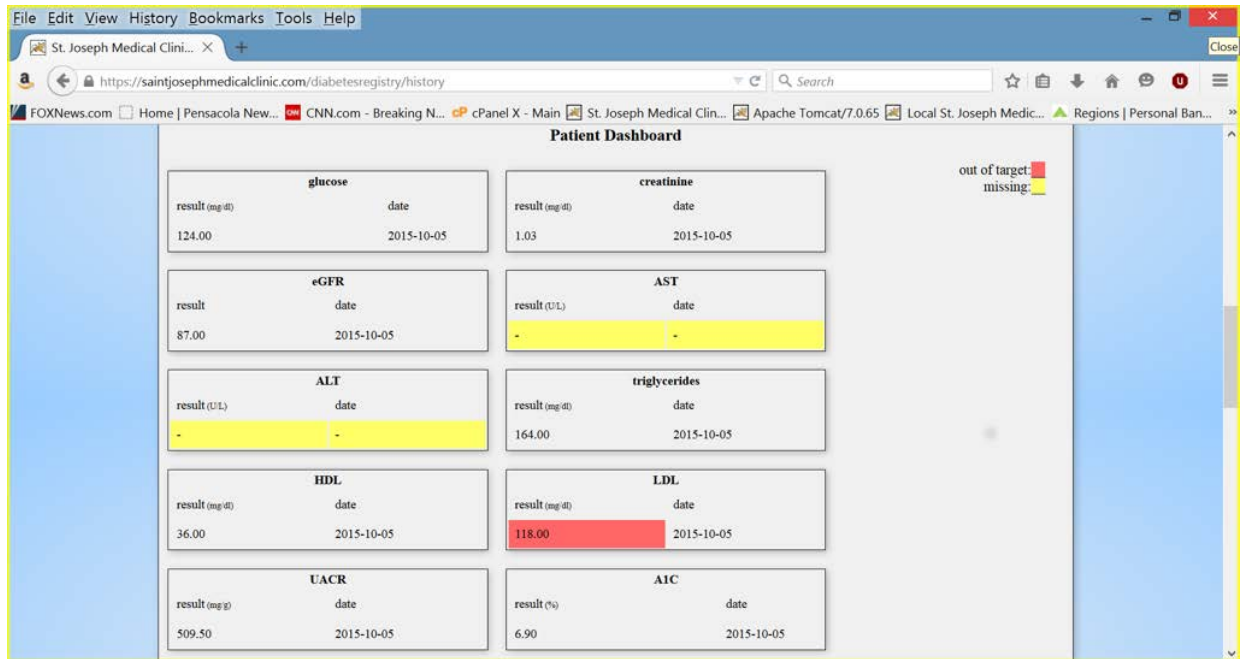 File Edit View History Bookmarks Tools Help
St. Joseph Medical Clini... × +
Close
a https://saintjosephmedicalclinic.com/diabetesregistry/history Search
FOXNews.com Home | Pensacola New... CNN.com - Breaking N... cP cPanel X - Main St. Joseph Medical Clin... Apache Tomcat/7.0.65 Local St. Joseph Medic... Regions | Personal Ban... »
Patient Dashboard
out of target:
missing:
glucose
result (mg/dl) date
124.00 2015-10-05
creatinine
result (mg/dl) date
1.03 2015-10-05
eGFR
result date
87.00 2015-10-05
AST
result (U/L) date
- -
ALT
result (U/L) date
- -
triglycerides
result (mg/dl) date
164.00 2015-10-05
HDL
result (mg/dl) date
36.00 2015-10-05
LDL
result (mg/dl) date
118.00 2015-10-05
UACR
result (mg/g) date
509.50 2015-10-05
A1C
result (%) date
6.90 2015-10-05